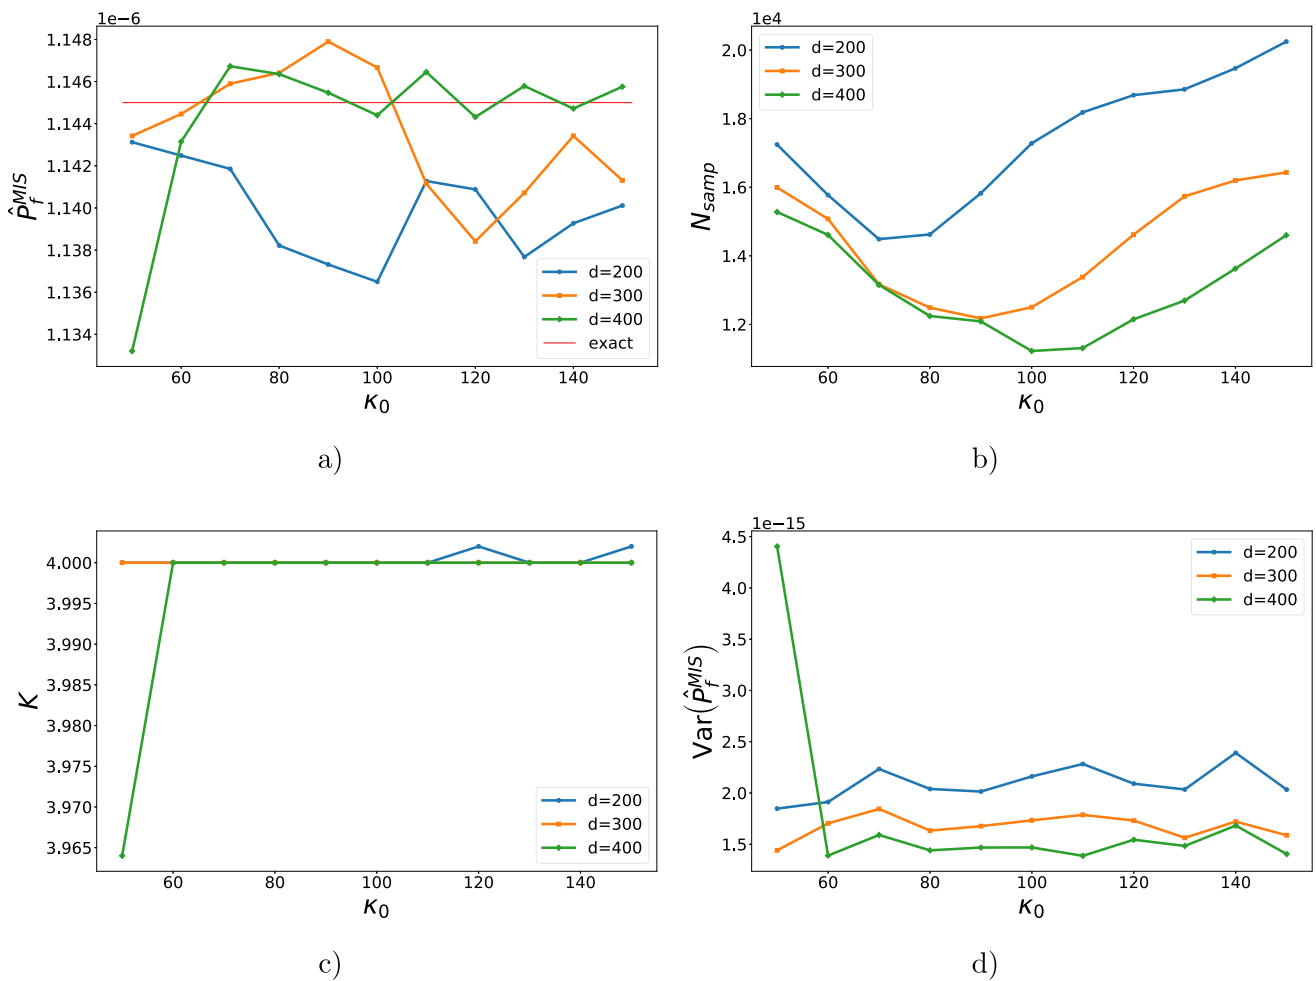 1e−6
1.148
1.146
1.144
1.142
1.140
1.138
1.136
1.134
P̂_f^{MIS}
d=200
d=300
d=400
exact
60 80 100 120 140
κ₀
a)
1e4
2.0
1.8
1.6
1.4
1.2
N_{samp}
d=200
d=300
d=400
60 80 100 120 140
κ₀
b)
4.000
3.995
3.990
3.985
3.980
3.975
3.970
3.965
K
d=200
d=300
d=400
60 80 100 120 140
κ₀
c)
1e−15
4.5
4.0
3.5
3.0
2.5
2.0
1.5
Var(P̂_f^{MIS})
d=200
d=300
d=400
60 80 100 120 140
κ₀
d)